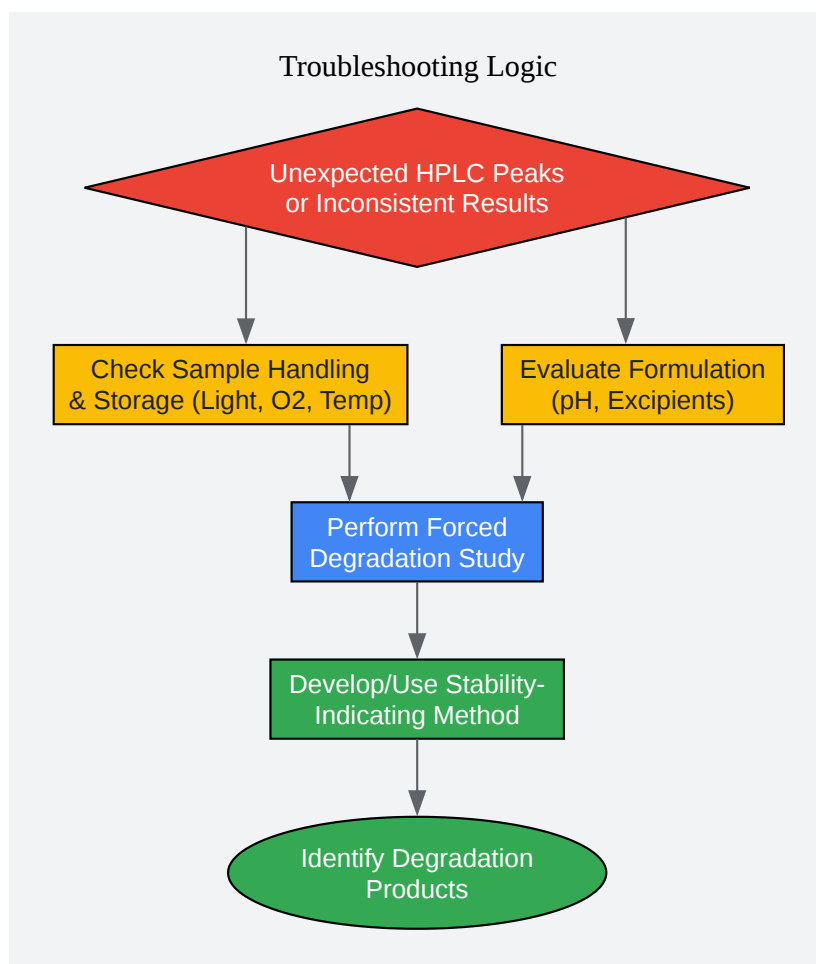 Troubleshooting Logic
Unexpected HPLC Peaks
or Inconsistent Results
Check Sample Handling
& Storage (Light, O2, Temp)
Evaluate Formulation
(pH, Excipients)
Perform Forced
Degradation Study
Develop/Use Stability-
Indicating Method
Identify Degradation
Products